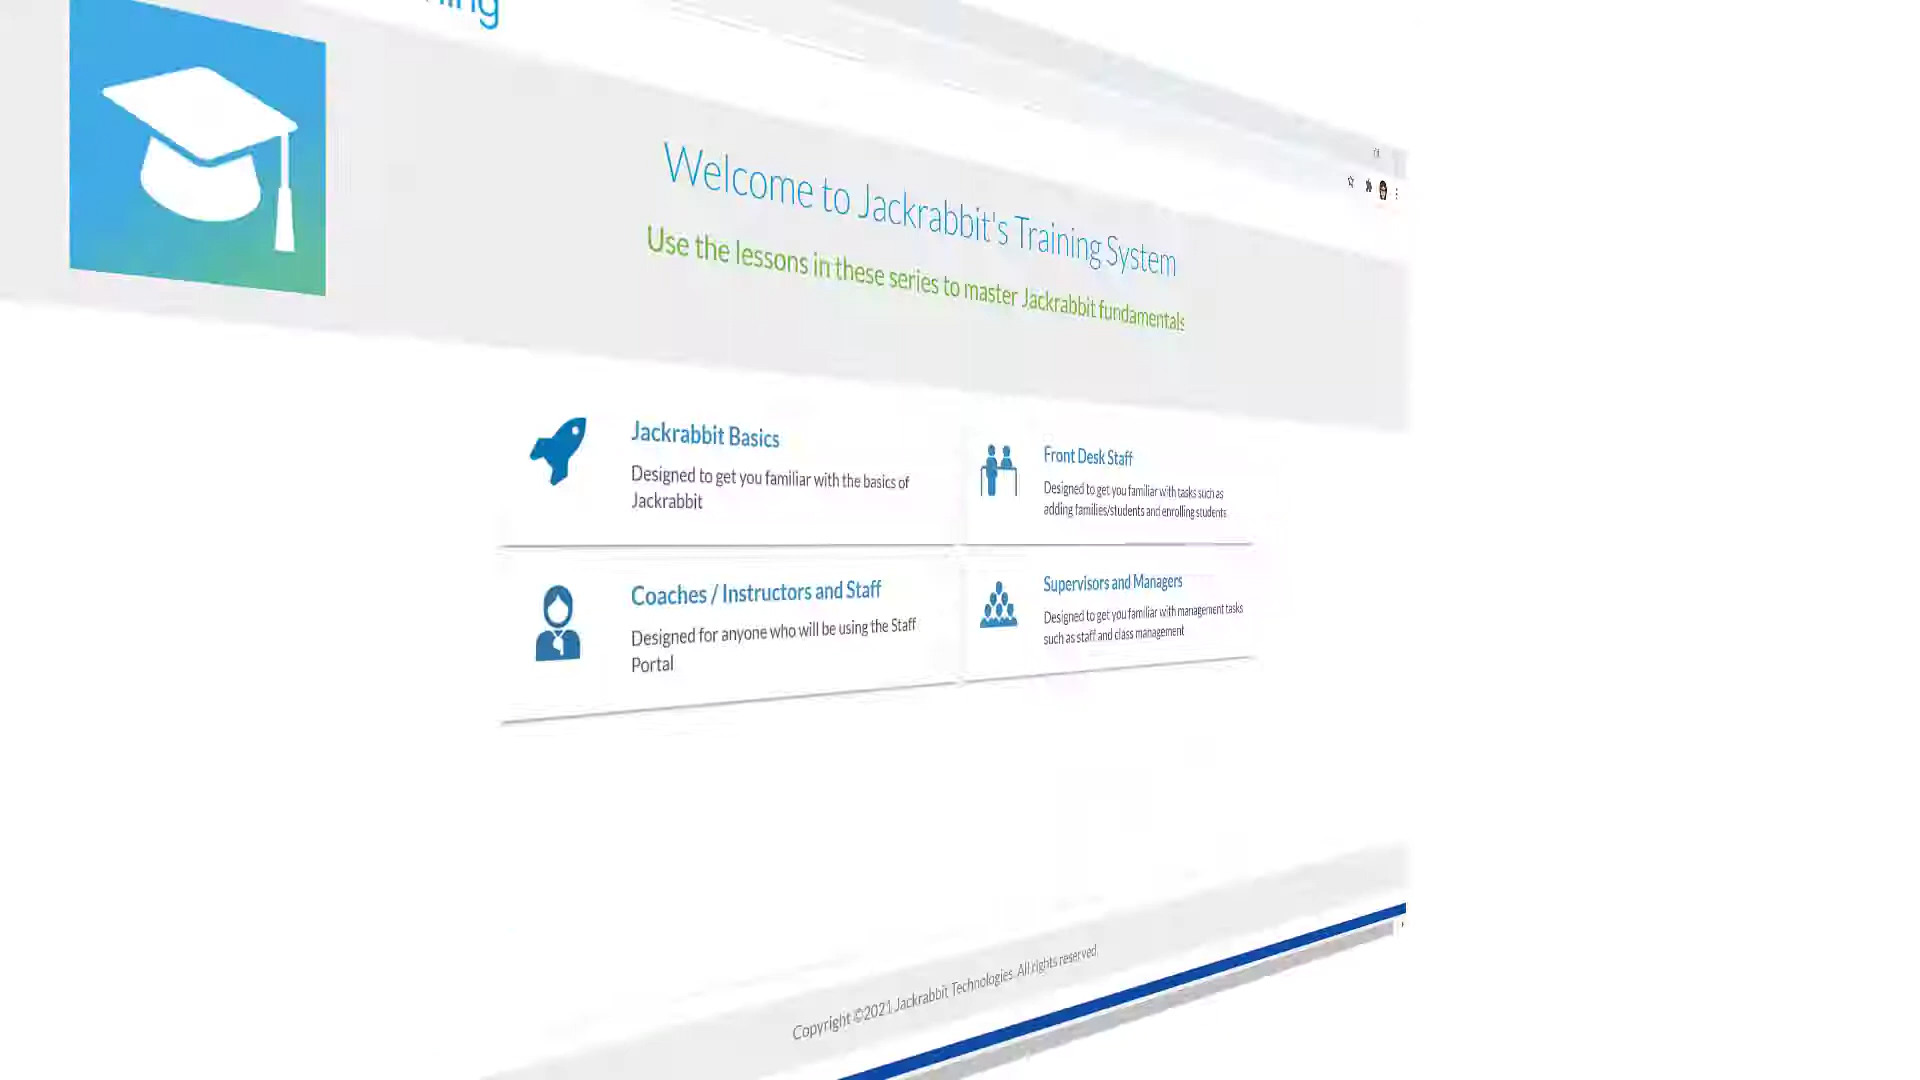 Welcome to Jackrabbit's Training System
Use the lessons in these series to master Jackrabbit fundamentals
Jackrabbit Basics
Designed to get you familiar with the basics of
Jackrabbit
Front Desk Staff
Designed to get you familiar with tasks such as
adding families/students and enrolling students
Coaches / Instructors and Staff
Designed for anyone who will be using the Staff
Portal
Supervisors and Managers
Designed to get you familiar with management tasks
such as staff and class management
Copyright ©2021 Jackrabbit Technologies. All rights reserved.